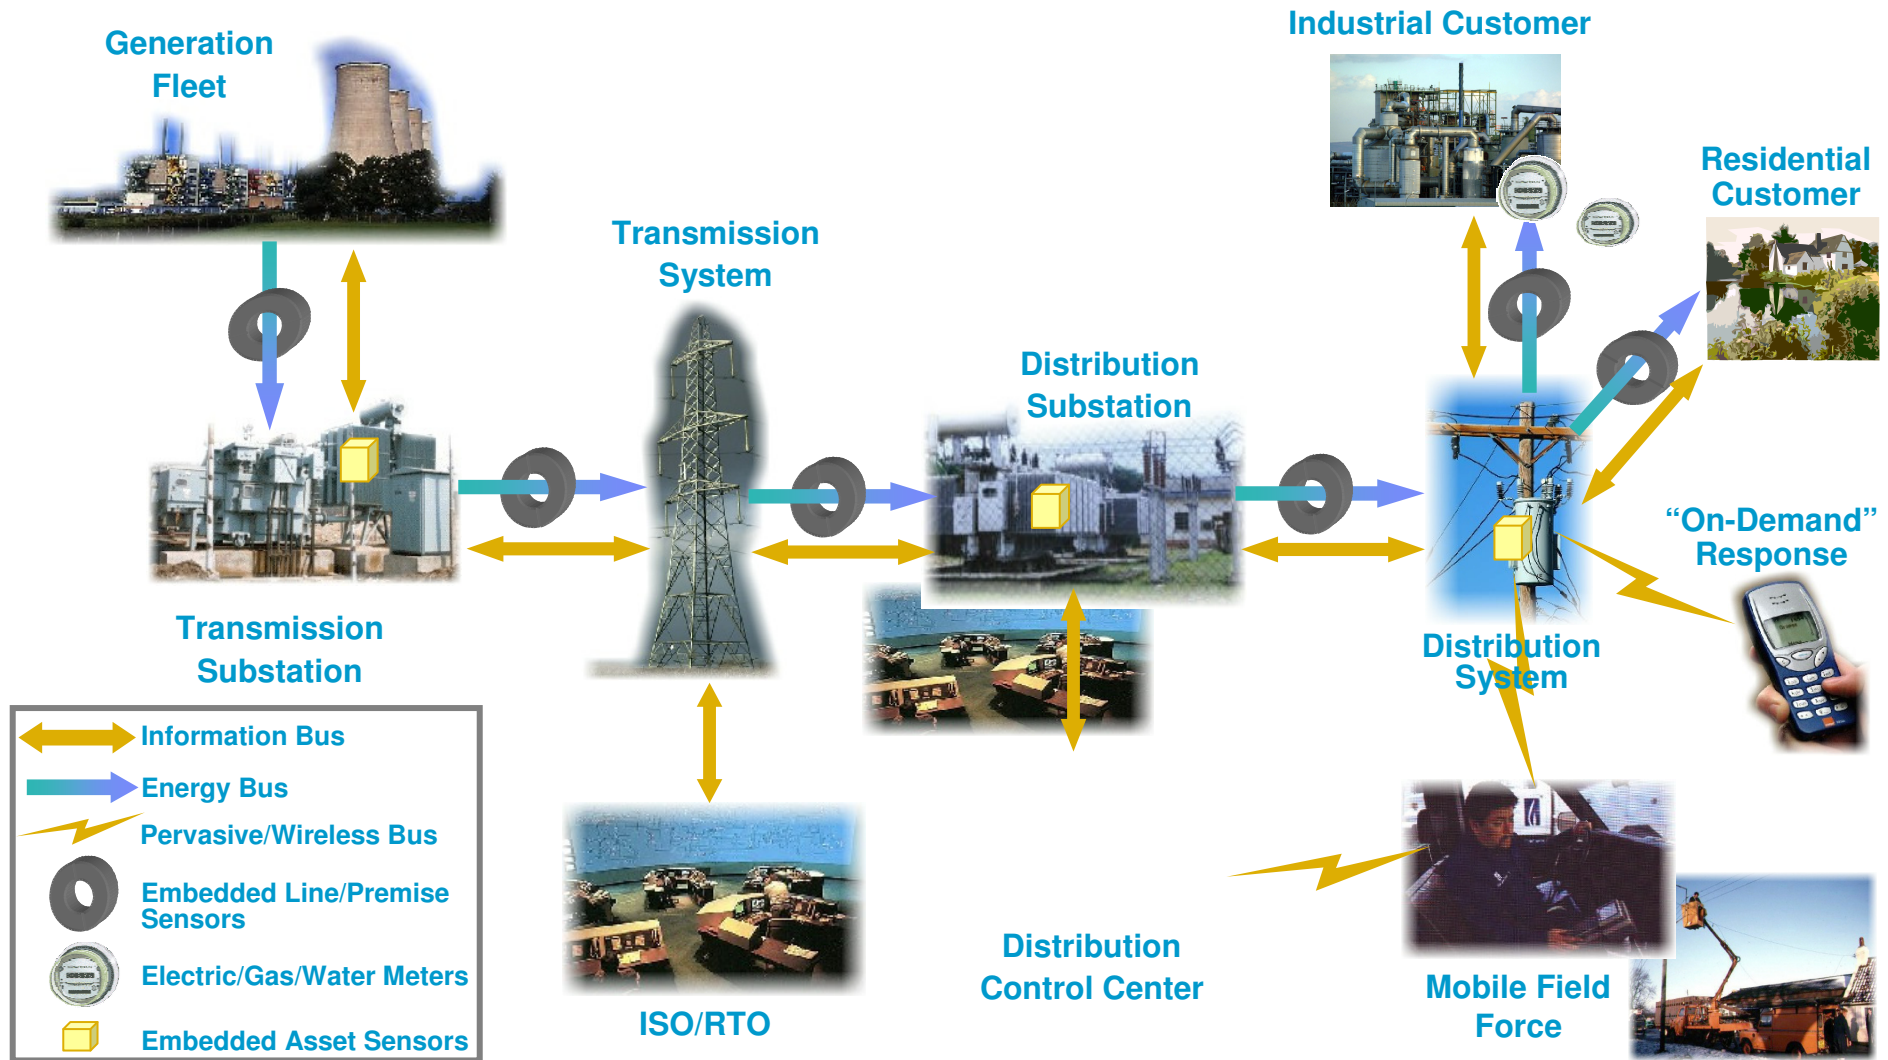 Generation
Fleet
Industrial Customer
Residential
Customer
Transmission
System
Distribution
Substation
“On-Demand”
Response
Transmission
Substation
Distribution
System
Information Bus
Energy Bus
Pervasive/Wireless Bus
Embedded Line/Premise
Sensors
Electric/Gas/Water Meters
Embedded Asset Sensors
ISO/RTO
Distribution
Control Center
Mobile Field
Force